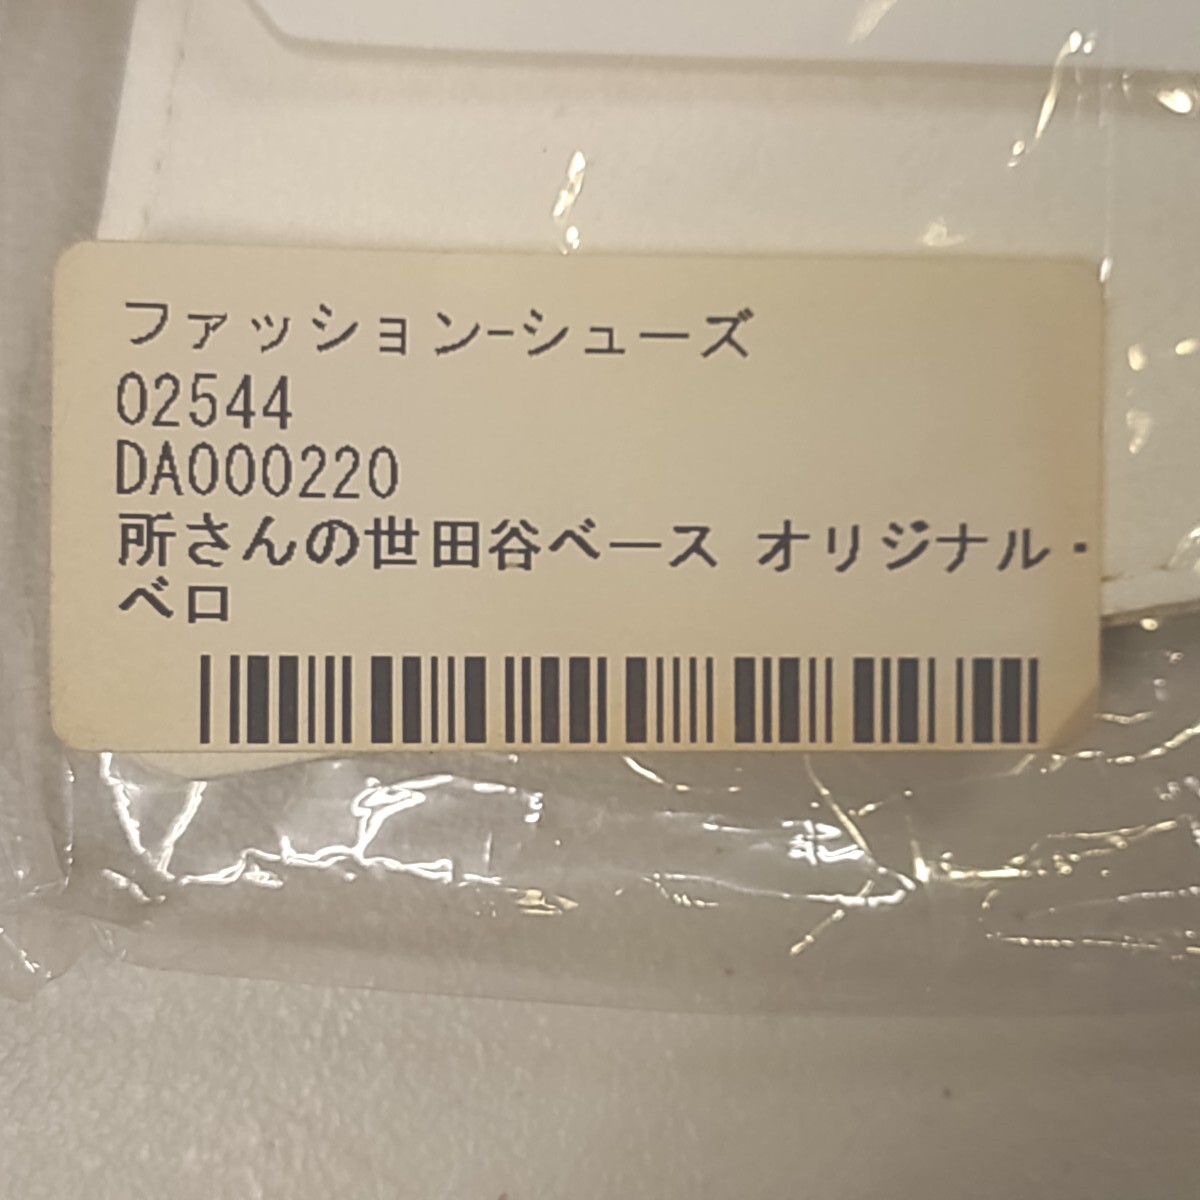 ファッション-シューズ
02544
DA000220
所さんの世田谷ベース オリジナル・
ベロ